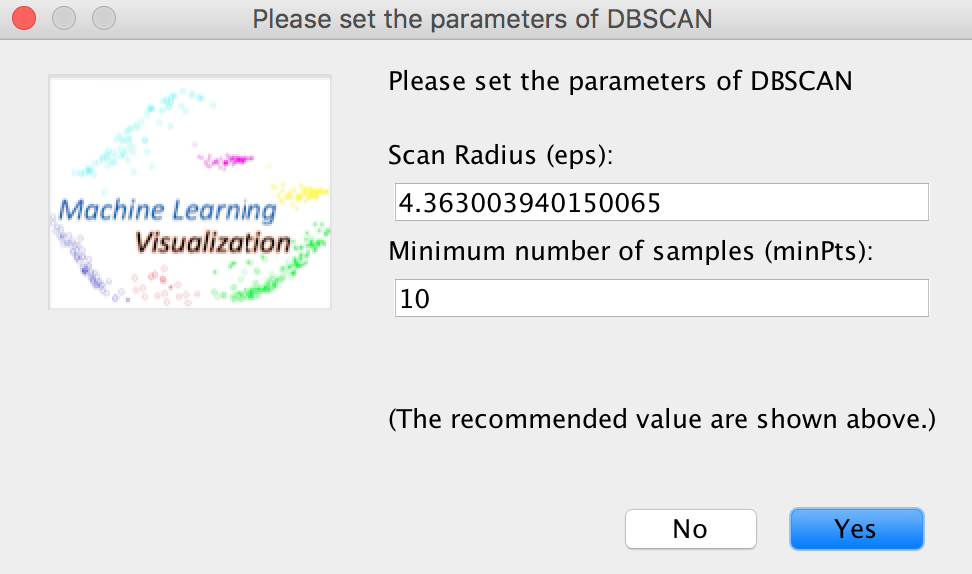 Please set the parameters of DBSCAN
Please set the parameters of DBSCAN
Scan Radius (eps):
4.363003940150065
Machine Learning
Visualization
Minimum number of samples (minPts):
10
(The recommended value are shown above.)
No
Yes